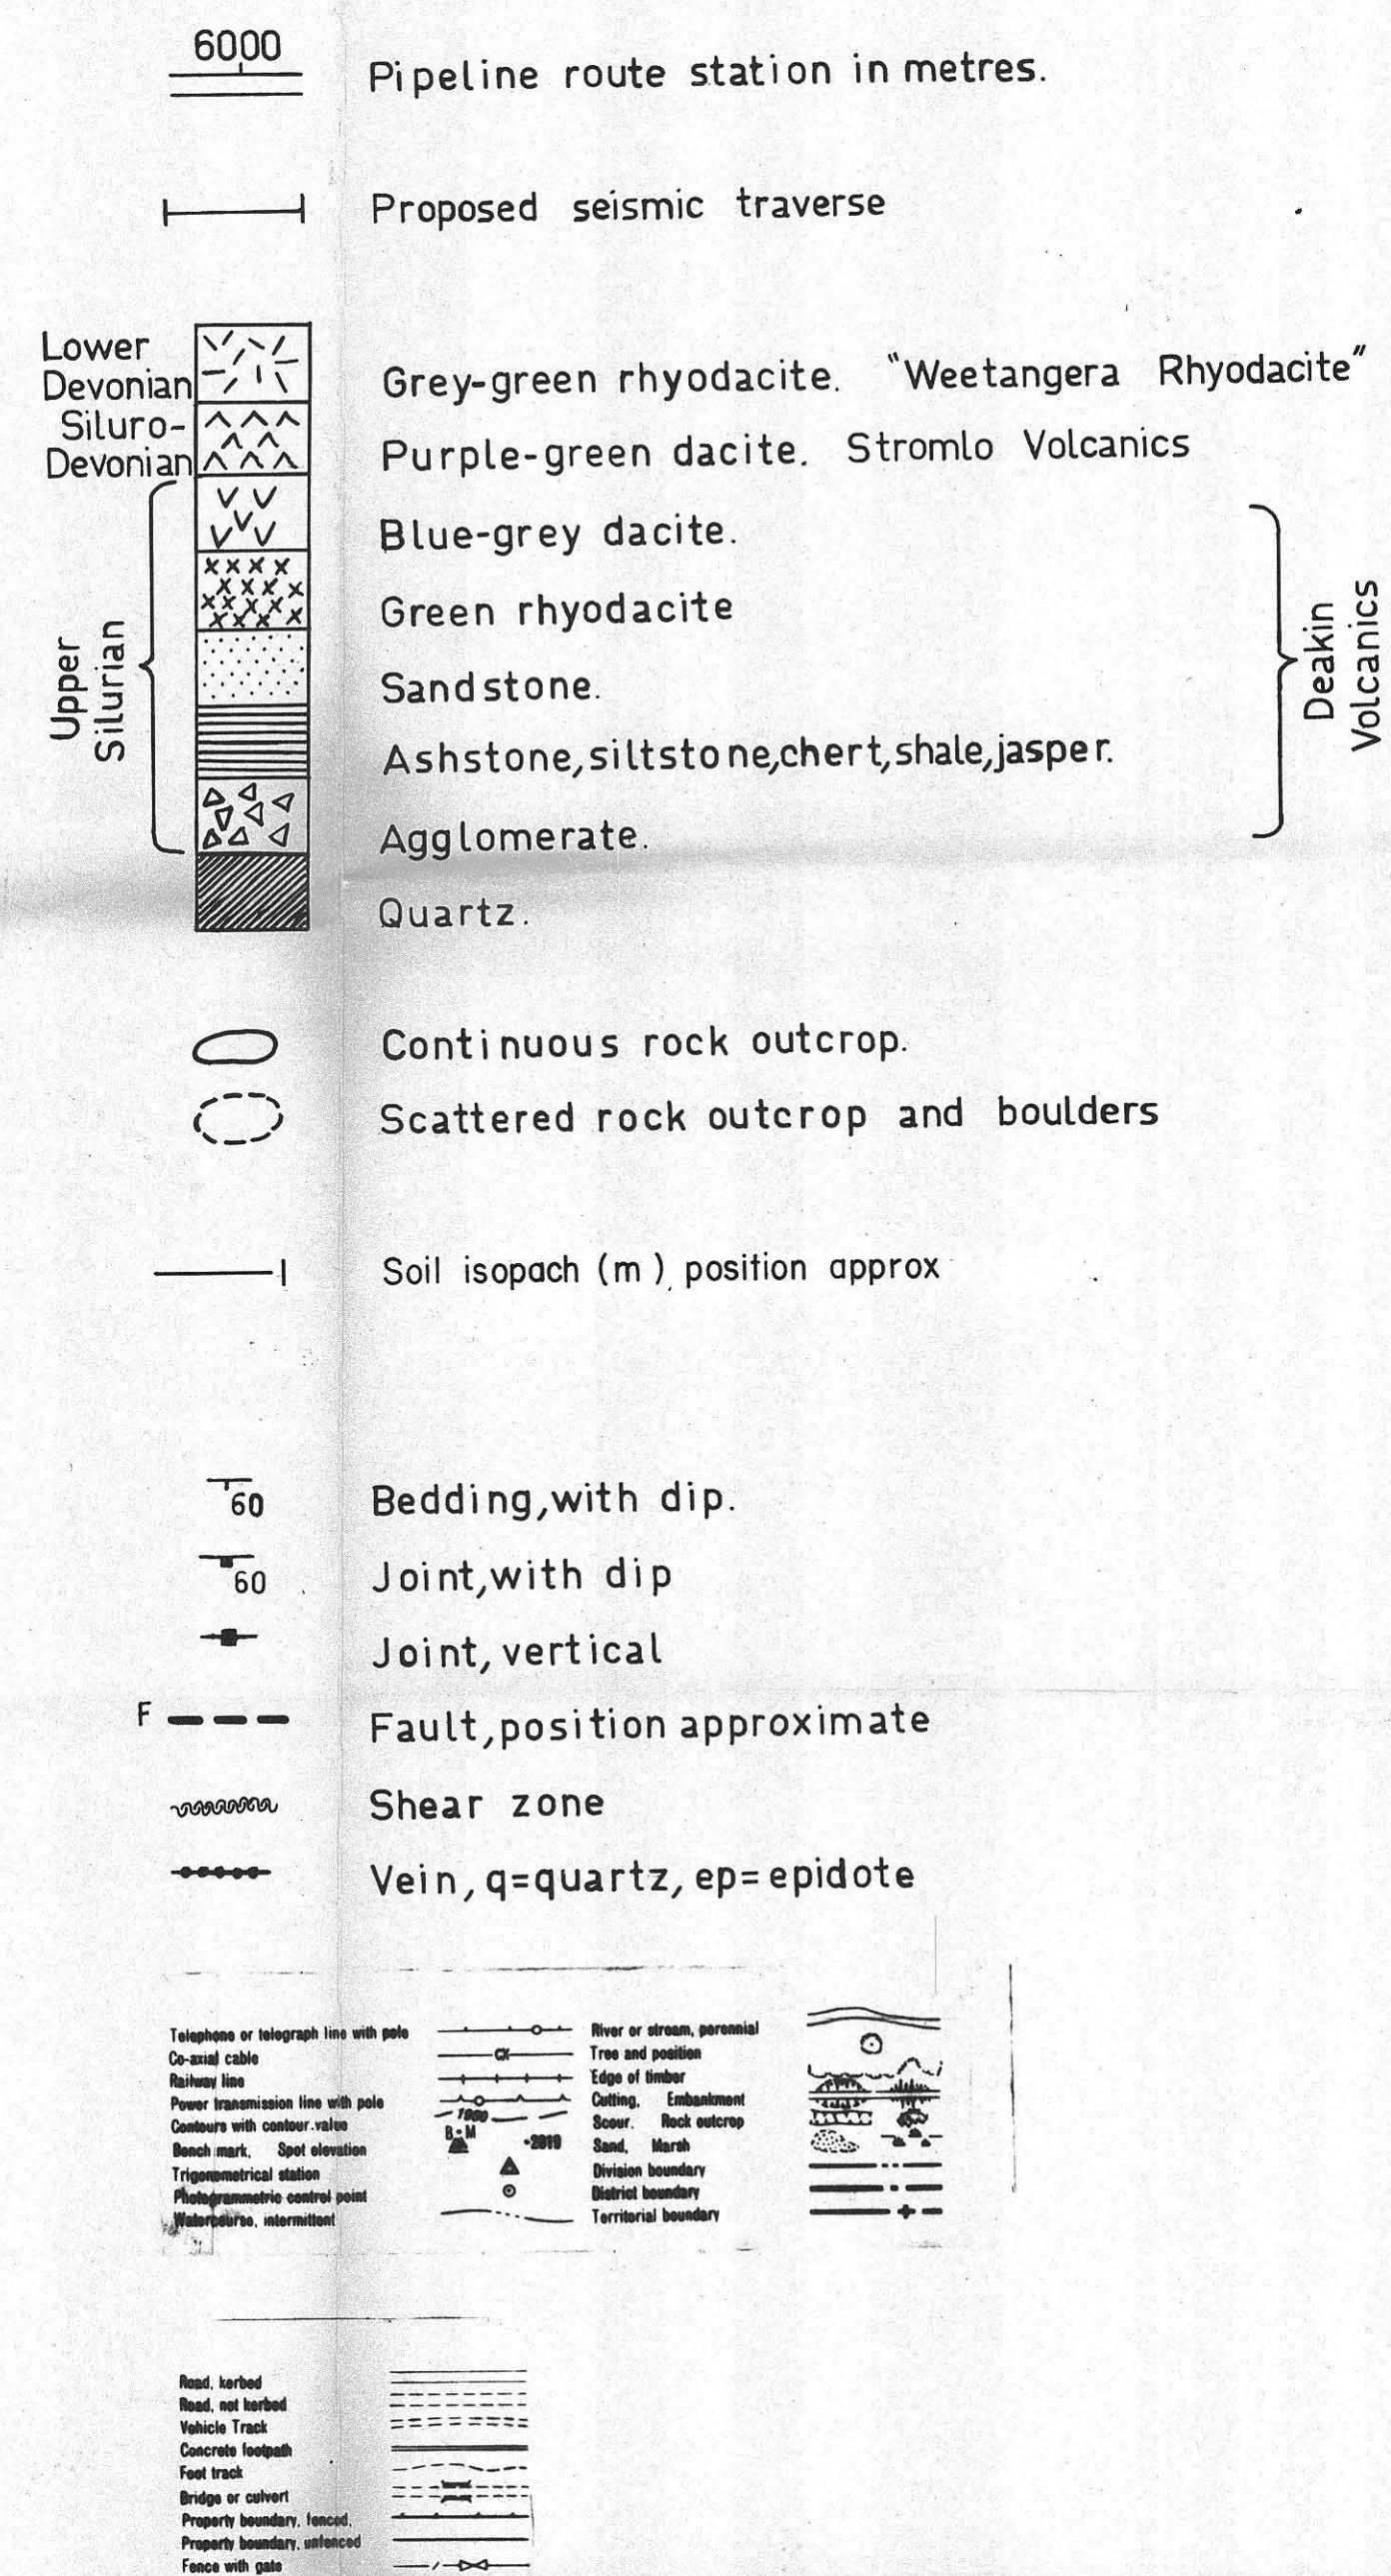 6000
Pipeline route station in metres.
Proposed seismic traverse
Lower
Devonian
Grey-green rhyodacite. "Weetangera Rhyodacite"
Siluro-
Devonian
Purple-green dacite. Stromlo Volcanics
Upper
Silurian
Blue-grey dacite.
Green rhyodacite
Sandstone.
Ashstone, siltstone, chert, shale, jasper.
Agglomerate.
Deakin
Volcanics
Quartz.
Continuous rock outcrop.
Scattered rock outcrop and boulders
1
Soil isopach (m) position approx
60
Bedding, with dip.
60
Joint, with dip
Joint, vertical
F
Fault, position approximate
Shear zone
Vein, q=quartz, ep=epidote
Telephone or telegraph line with pole
Co-axial cable
CX
Railway line
Power transmission line with pole
Contours with contour value
1900
Bench mark, Spot elevation
B·M
·2010
Trigonometrical station
Photogrammetric control point
Watercourse, intermittent
River or stream, perennial
Tree and position
Edge of timber
Cutting, Embankment
Scour. Rock outcrop
Sand, Marsh
Division boundary
District boundary
Territorial boundary
Road, kerbed
Road, not kerbed
Vehicle Track
Concrete footpath
Foot track
Bridge or culvert
Property boundary, fenced,
Property boundary, unfenced
Fence with gate